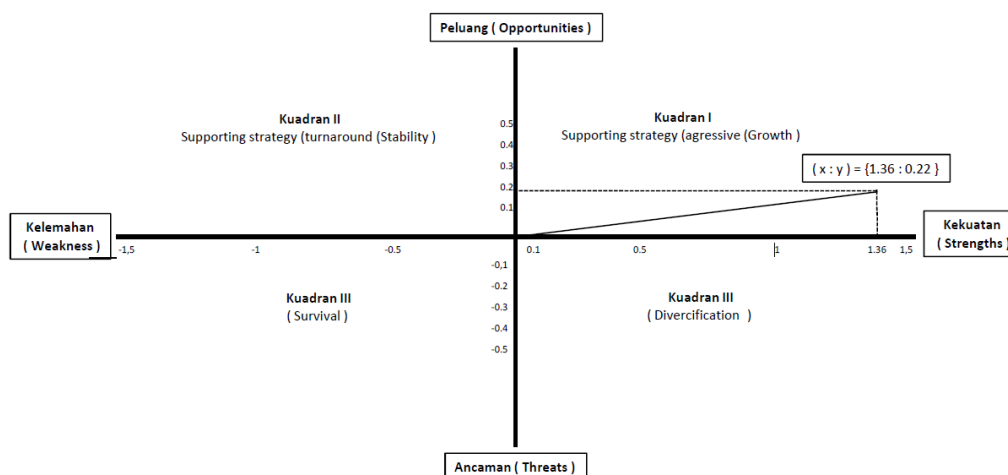 Peluang ( Opportunities )
Kuadran II
Supporting strategy (turnaround (Stability )
Kuadran I
Supporting strategy (agressive (Growth )
0.5
0.4
0.3
0.2
0.1
( x : y ) = {1.36 : 0.22 }
Kelemahan
( Weakness )
Kekuatan
( Strengths )
-1,5 -1 -0.5 0.1 0.5 1 1.36 1,5
-0,1
-0.2
-0.3
-0.4
-0.5
Kuadran III
( Survival )
Kuadran III
( Divercification )
Ancaman ( Threats )